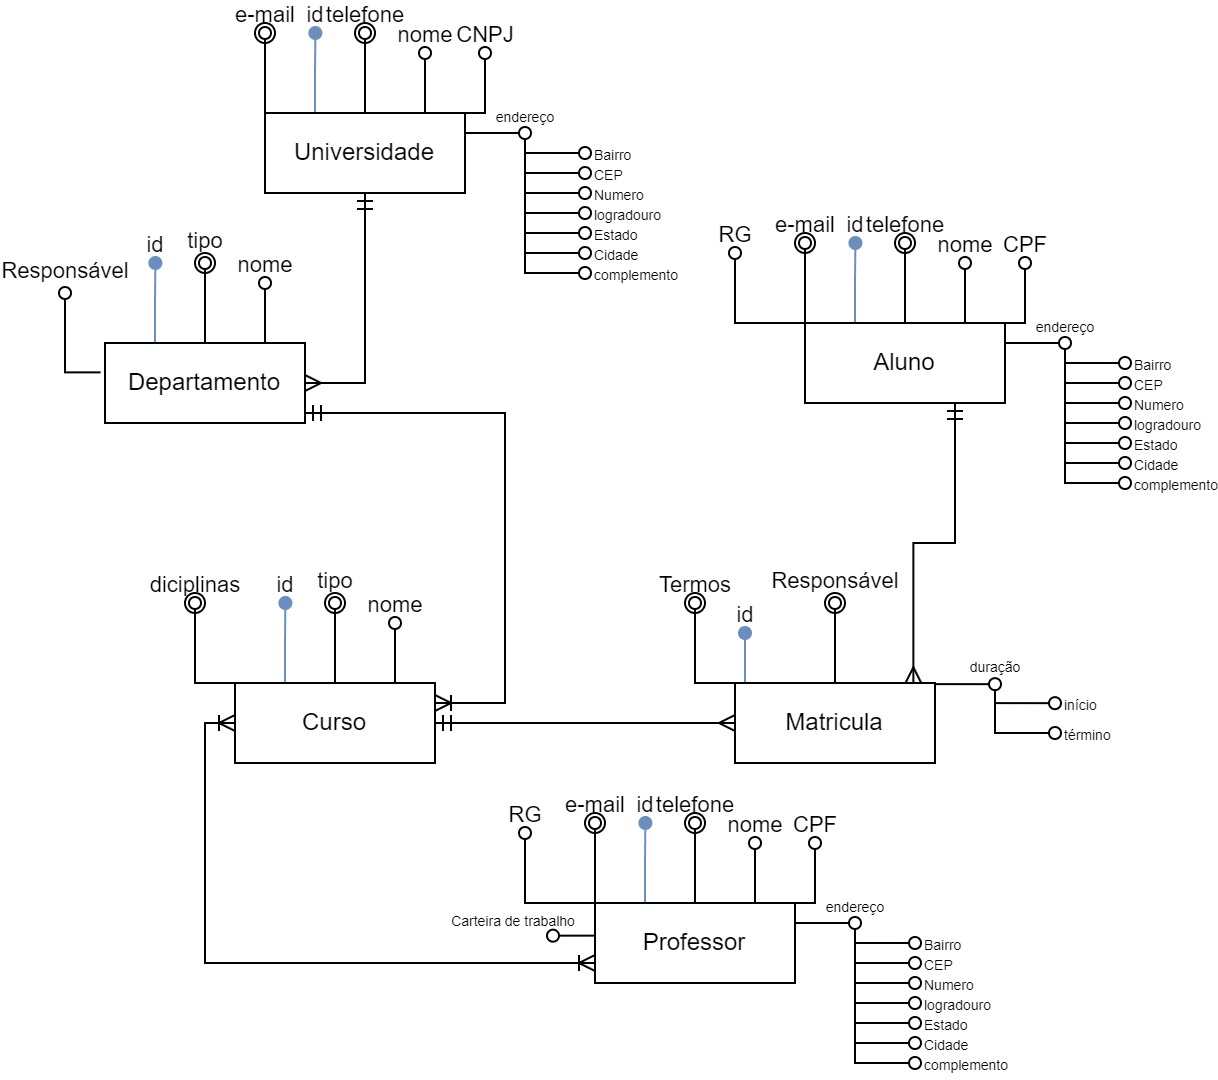 e-mail id telefone
nome CNPJ
endereço
Universidade
Bairro
CEP
Numero
logradouro
Estado
Cidade
complemento
Responsável
id
tipo
nome
Departamento
RG
e-mail id telefone
nome CPF
endereço
Aluno
Bairro
CEP
Numero
logradouro
Estado
Cidade
complemento
diciplinas
id
tipo
nome
Curso
Termos
id
Responsável
duração
Matricula
início
término
RG
e-mail id telefone
nome CPF
Carteira de trabalho
endereço
Professor
Bairro
CEP
Numero
logradouro
Estado
Cidade
complemento